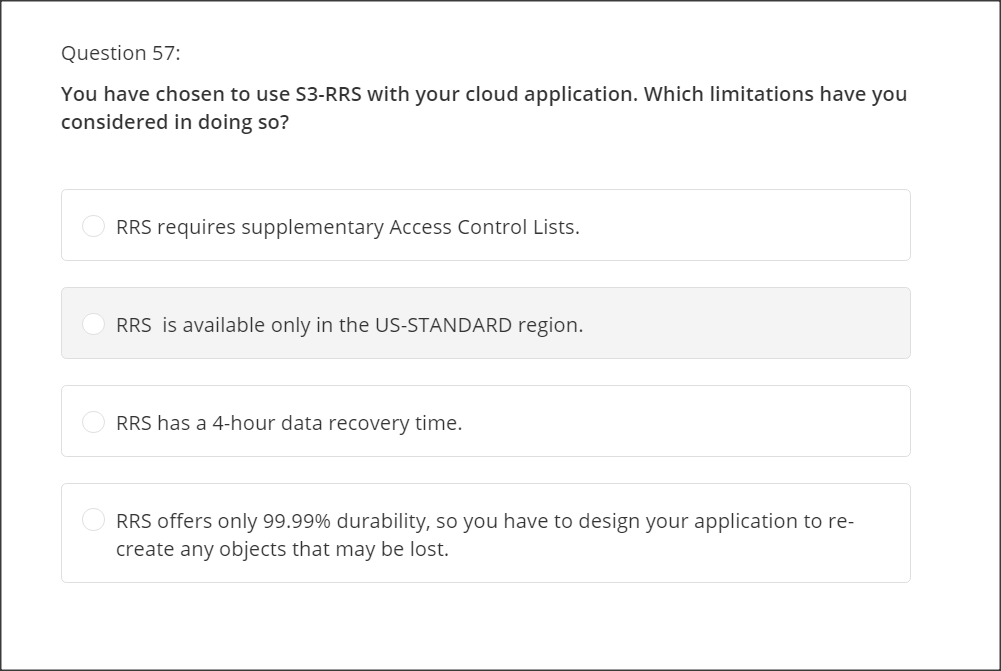 Question 57:
You have chosen to use S3-RRS with your cloud application. Which limitations have you
considered in doing so?
RRS requires supplementary Access Control Lists.
RRS  is available only in the US-STANDARD region.
RRS has a 4-hour data recovery time.
RRS offers only 99.99% durability, so you have to design your application to re-
create any objects that may be lost.